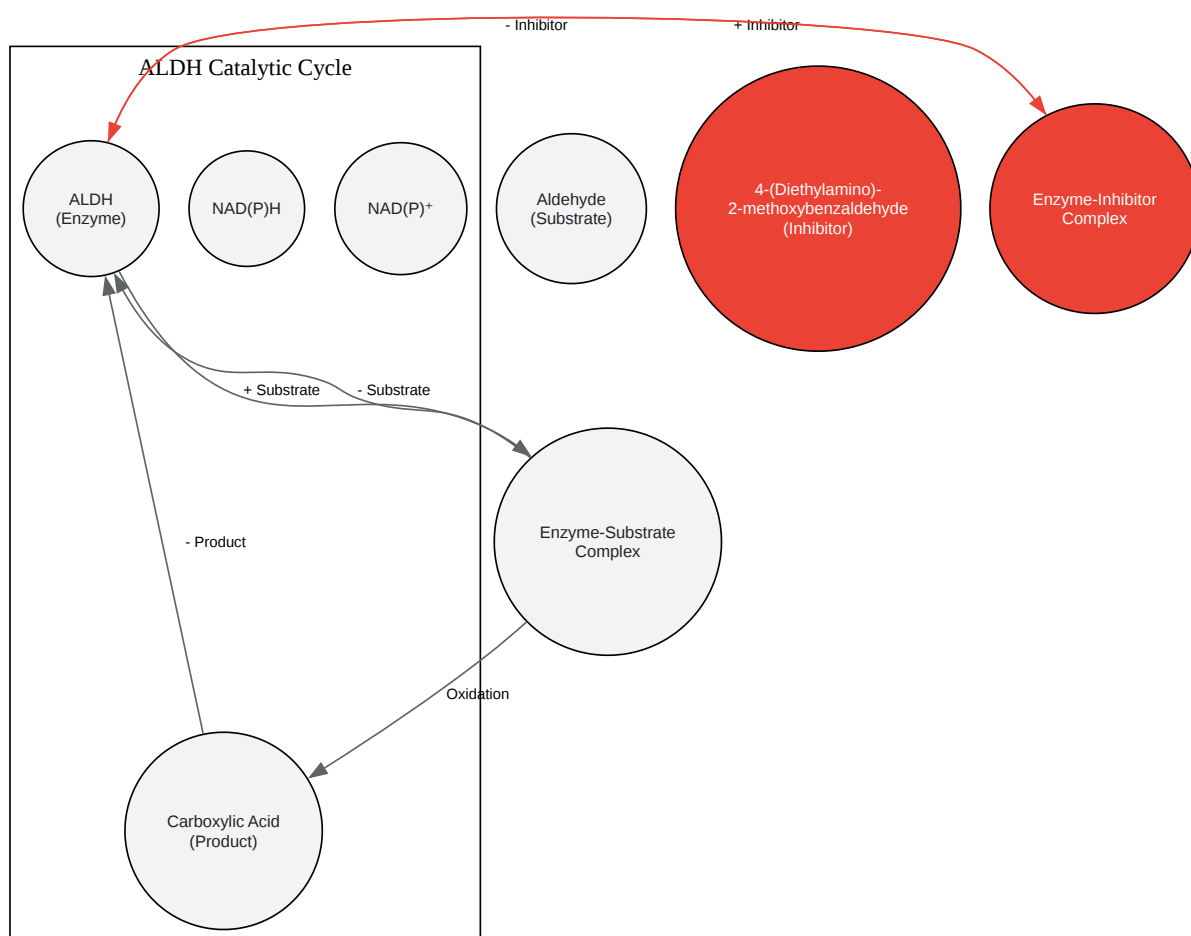 - Inhibitor
+ Inhibitor
ALDH Catalytic Cycle
ALDH
(Enzyme)
NAD(P)H
NAD(P)⁺
Aldehyde
(Substrate)
4-(Diethylamino)-
2-methoxybenzaldehyde
(Inhibitor)
Enzyme-Inhibitor
Complex
+ Substrate
- Substrate
- Product
Enzyme-Substrate
Complex
Oxidation
Carboxylic Acid
(Product)